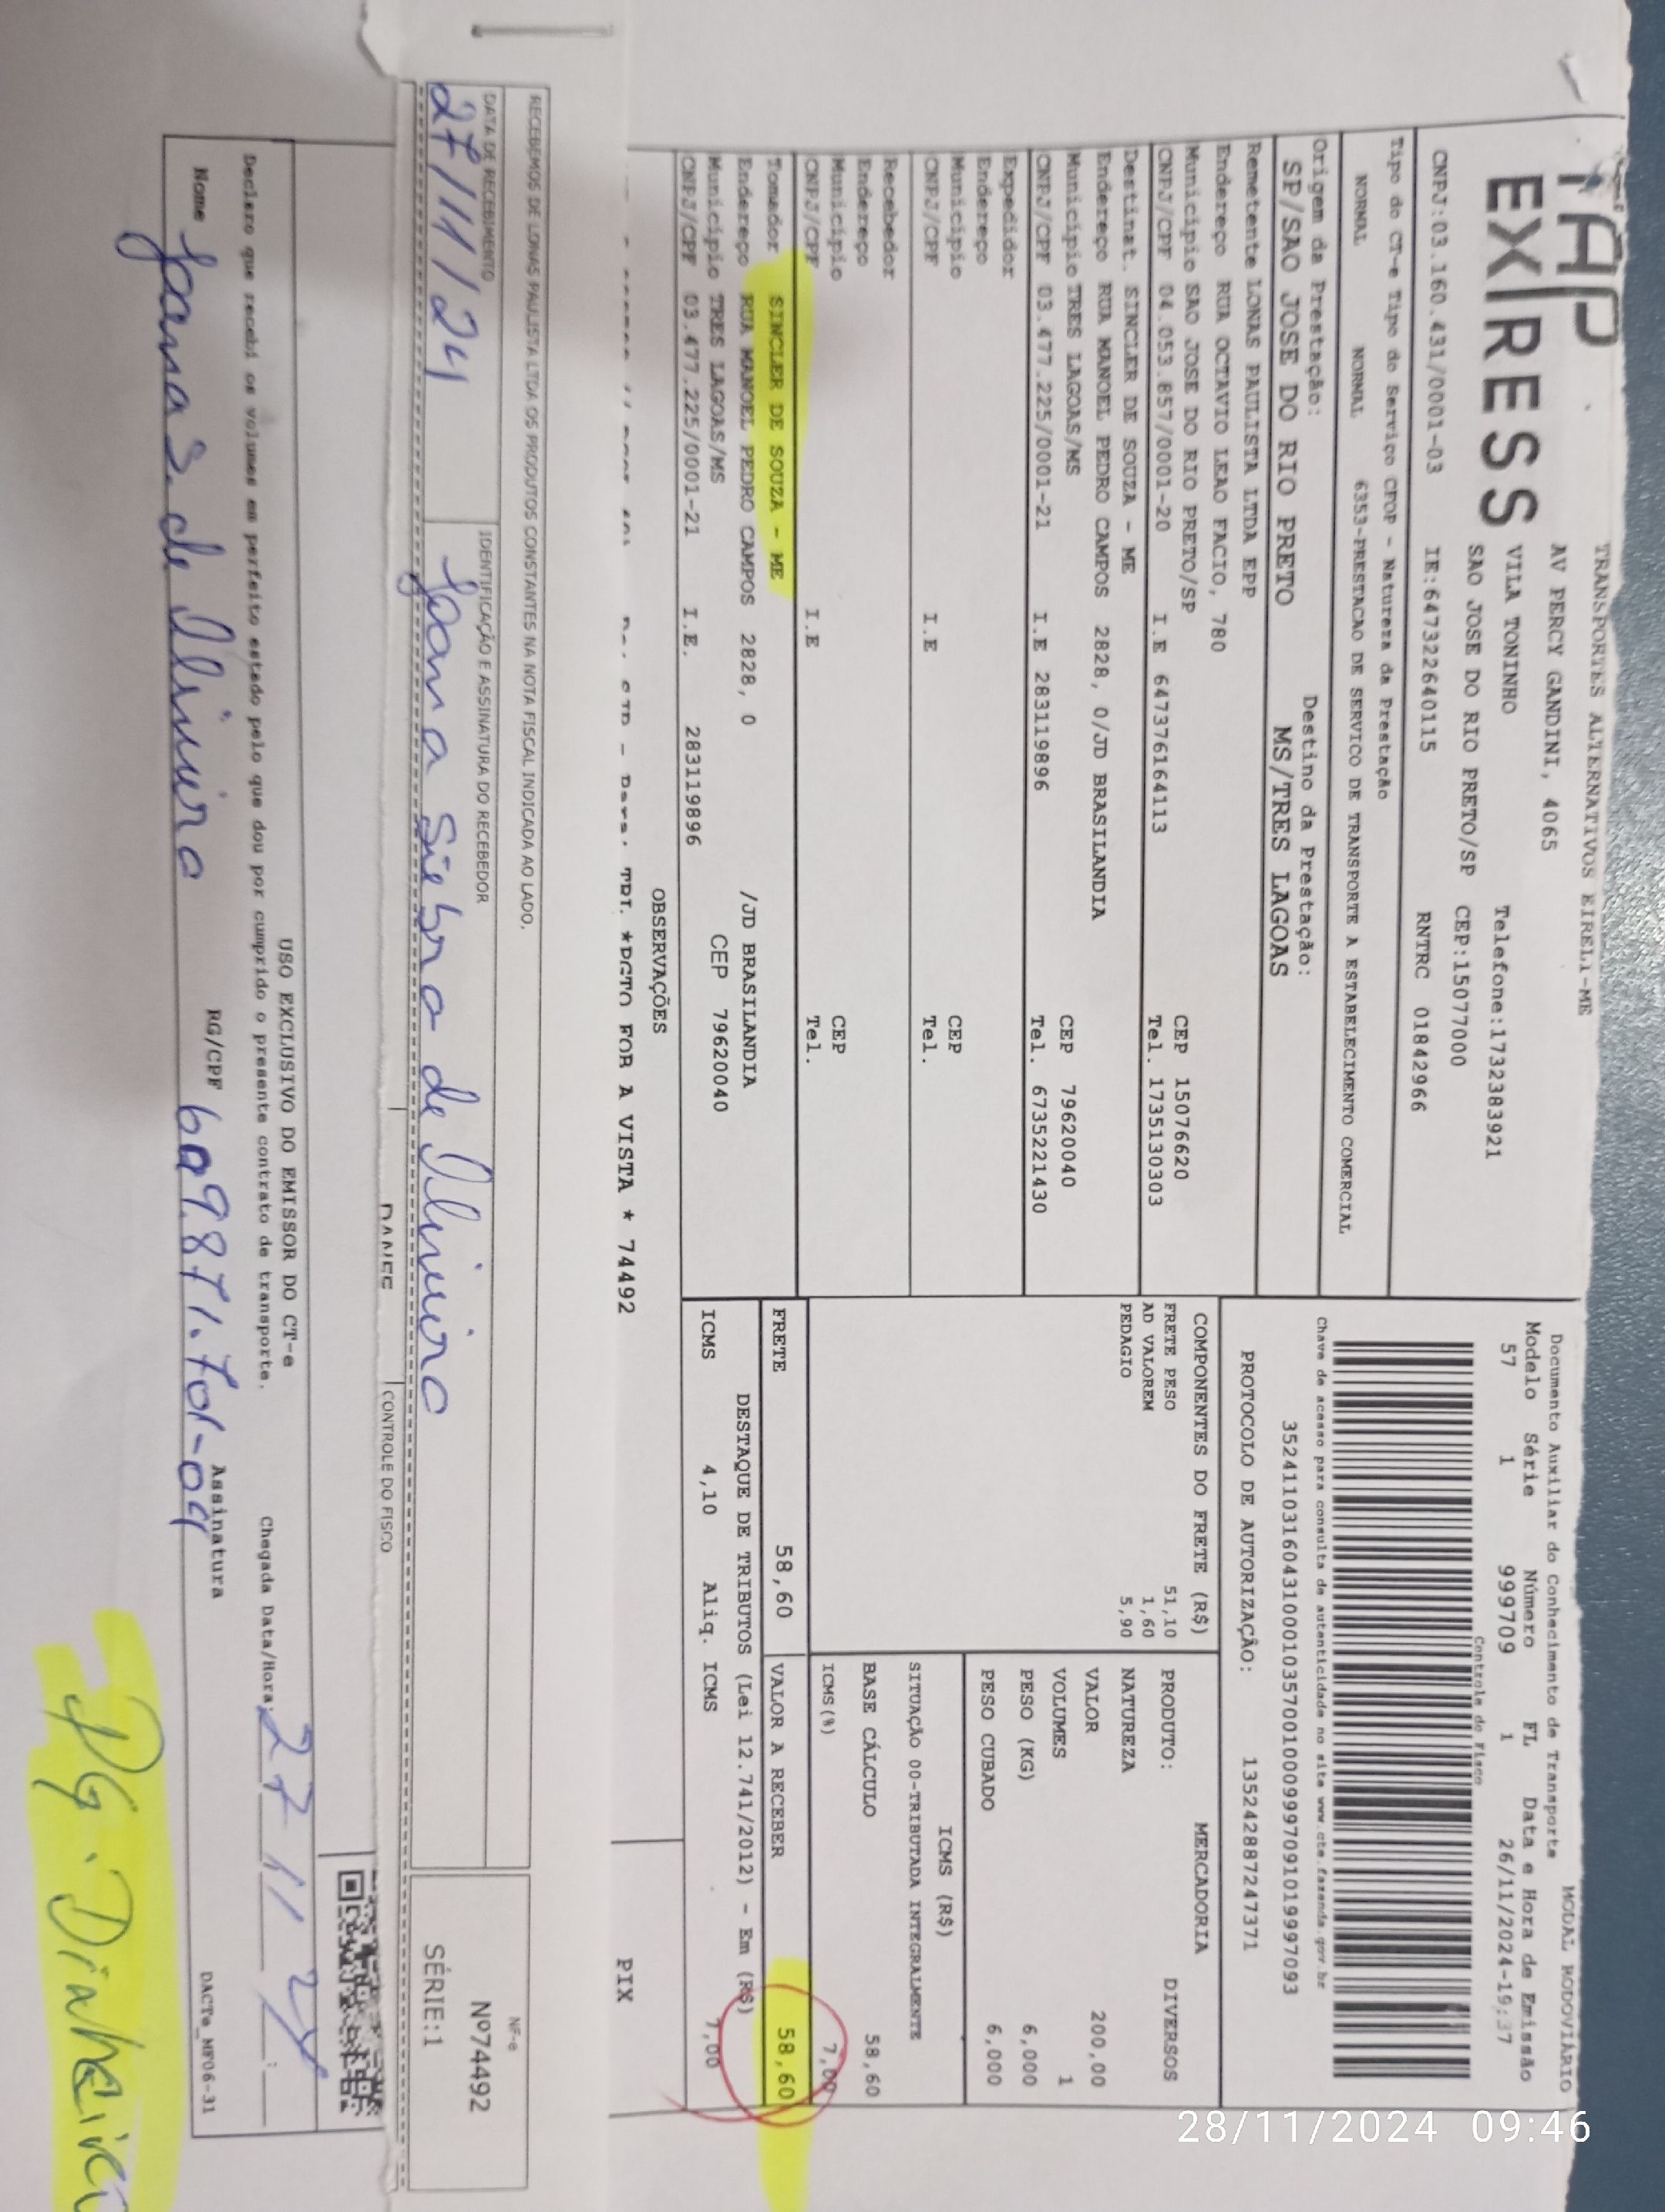 TRANSPORTES ALTERNATIVOS EIRELI-ME
TAP
EXPRESS
AV PERCY GANDINI, 4065
VILA TONINHO
Telefone:1732383921
SAO JOSE DO RIO PRETO/SP CEP:15077000
CNPJ:03.160.431/0001-03 IE:647322640115 RNTRC 01842966
Tipo do CT-e Tipo do Serviço CFOP - Natureza da Prestação
NORMAL NORMAL 6353-PRESTACAO DE SERVICO DE TRANSPORTE A ESTABELECIMENTO COMERCIAL
Origem da Prestação: Destino da Prestação:
SP/SAO JOSE DO RIO PRETO MS/TRES LAGOAS
Remetente LONAS PAULISTA LTDA EPP
Endereço RUA OCTAVIO LEAO FACIO, 780
Município SAO JOSE DO RIO PRETO/SP CEP 15076620
CNPJ/CPF 04.053.857/0001-20 I.E 647376164113 Tel. 1735130303
Destinat. SINCLER DE SOUZA - ME
Endereço RUA MANOEL PEDRO CAMPOS 2828, 0/JD BRASILANDIA
Município TRES LAGOAS/MS CEP 79620040
CNPJ/CPF 03.477.225/0001-21 I.E 283119896 Tel. 6735221430
Expedidor
Endereço
Município CEP
CNPJ/CPF I.E Tel.
Recebedor
Endereço
Município CEP
CNPJ/CPF I.E Tel.
Tomador SINCLER DE SOUZA - ME
Endereço RUA MANOEL PEDRO CAMPOS 2828, 0 /JD BRASILANDIA
Município TRES LAGOAS/MS CEP 79620040
CNPJ/CPF 03.477.225/0001-21 I.E. 283119896
OBSERVAÇÕES
FOR A VISTA * 74492
MODAL RODOVIÁRIO
Documento Auxiliar do Conhecimento de Transporte
Modelo Série Número FL Data e Hora de Emissão
57 1 999709 1 26/11/2024-19:37
Controle do Fisco
Chave de acesso para consulta de autenticidade no site www.cte.fazenda.gov.br
35241103160431000103570010009997091019997093
PROTOCOLO DE AUTORIZAÇÃO: 135242887247371
COMPONENTES DO FRETE (R$)
FRETE PESO 51,10
AD VALOREM 1,60
PEDAGIO 5,90
MERCADORIA
PRODUTO: DIVERSOS
NATUREZA
VALOR 200,00
VOLUMES 1
PESO (KG) 6,000
PESO CUBADO 6,000
ICMS (R$)
SITUAÇÃO 00-TRIBUTADA INTEGRALMENTE
BASE CÁLCULO 58,60
ICMS(%) 7,00
FRETE 58,60 VALOR A RECEBER 58,60
DESTAQUE DE TRIBUTOS (Lei 12.741/2012) - Em (R$)
ICMS 4,10 Aliq. ICMS 7,00
PIX
RECEBEMOS DE LONAS PAULISTA LTDA OS PRODUTOS CONSTANTES NA NOTA FISCAL INDICADA AO LADO.
DATA DE RECEBIMENTO IDENTIFICAÇÃO E ASSINATURA DO RECEBEDOR
27/11/24
NF-e
Nº74492
SÉRIE:1
DANFE CONTROLE DO FISCO
USO EXCLUSIVO DO EMISSOR DO CT-e
Declaro que recebi os volumes em perfeito estado pelo que dou por cumprido o presente contrato de transporte. Chegada Data/Hora: 27 11 24
Nome RG/CPF Assinatura
DACTe_MF06-31
Pg. Dinheiro
28/11/2024 09:46